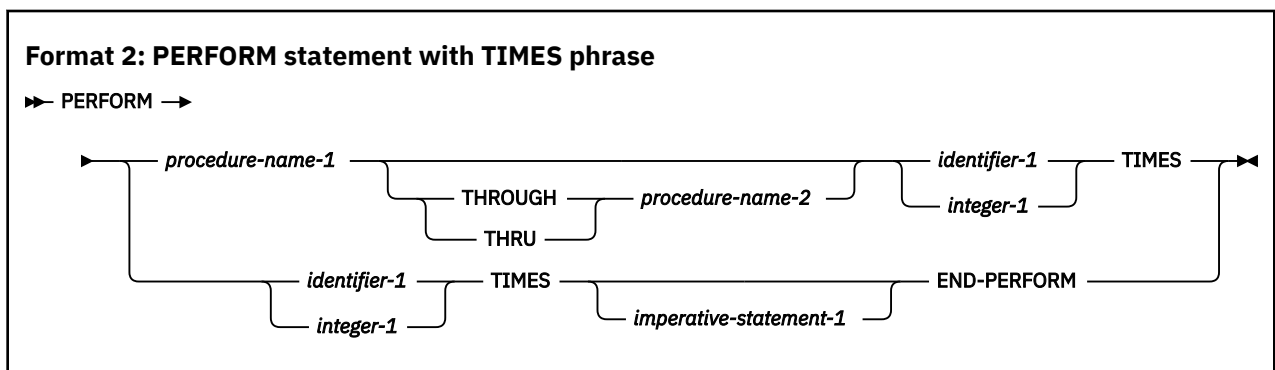 Format 2: PERFORM statement with TIMES phrase
PERFORM
procedure-name-1 identifier-1 TIMES
THROUGH procedure-name-2 integer-1
THRU
identifier-1 TIMES END-PERFORM
integer-1 imperative-statement-1